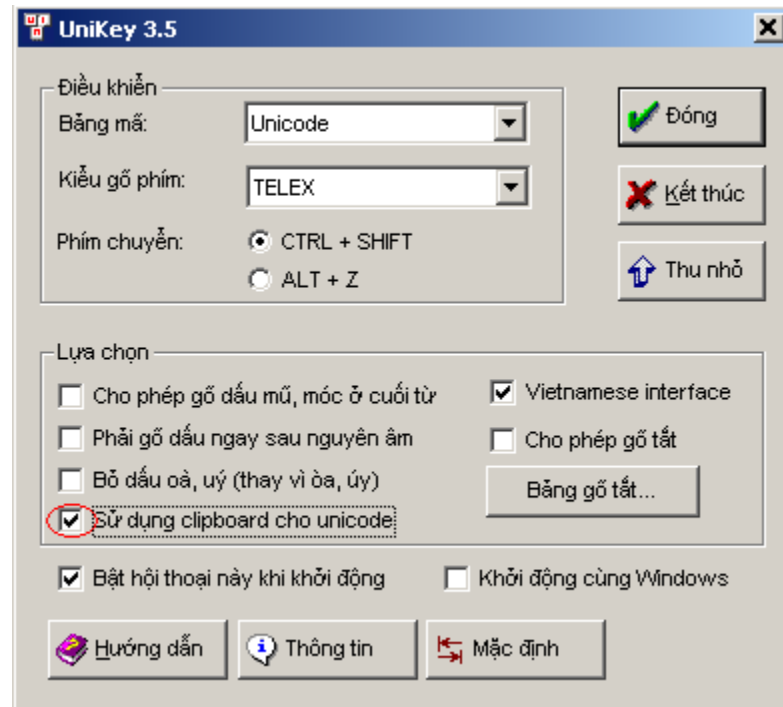 UniKey 3.5
Điều khiển
Bảng mã:
Unicode
Đóng
Kiểu gõ phím:
TELEX
Kết thúc
Phím chuyển:
CTRL + SHIFT
ALT + Z
Thu nhỏ
Lựa chọn
Cho phép gõ dấu mũ, móc ở cuối từ
Vietnamese interface
Phải gõ dấu ngay sau nguyên âm
Cho phép gõ tắt
Bỏ dấu oà, uý (thay vì òa, úy)
Bảng gõ tắt...
Sử dụng clipboard cho unicode
Bật hội thoại này khi khởi động
Khởi động cùng Windows
Hướng dẫn
Thông tin
Mặc định